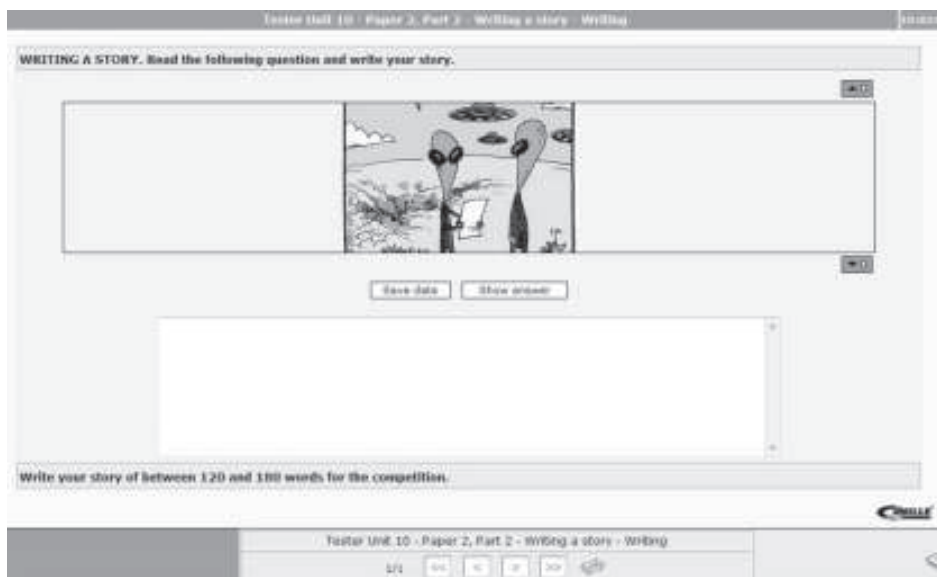 Tester Unit 10 - Paper 2, Part 2 - Writing a story - Writing
WRITING A STORY. Read the following question and write your story.
Save data Show answer
Write your story of between 120 and 180 words for the competition.
Tester Unit 10 - Paper 2, Part 2 - Writing a story - Writing
1/1 << < > >>